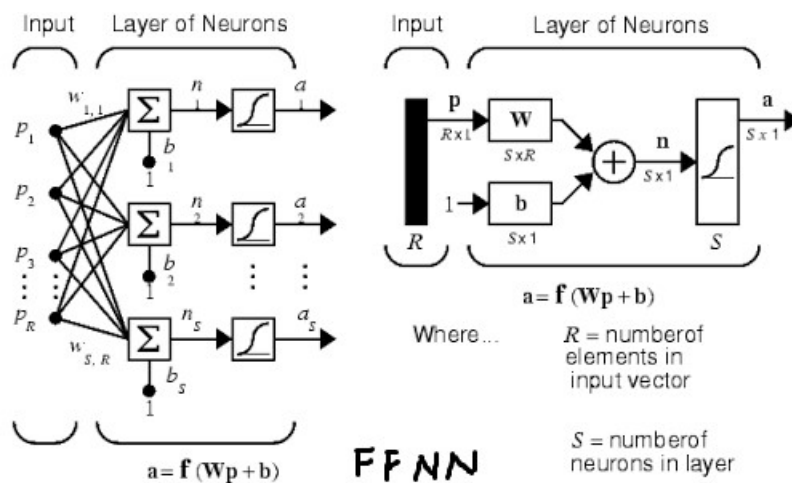 Input Layer of Neurons
w1,1 n1 a1
p1 Σ
b1
1
p2 Σ n2 a2
p3 b2
1
pR Σ ns as
wS, R
bs
1
a = f (Wp + b)
Input Layer of Neurons
p W a
R x 1 n S x 1
S x R + S x 1
1 b
R S x 1 S
a = f (Wp + b)
Where... R = numberof
elements in
input vector
FFNN
S = numberof
neurons in layer